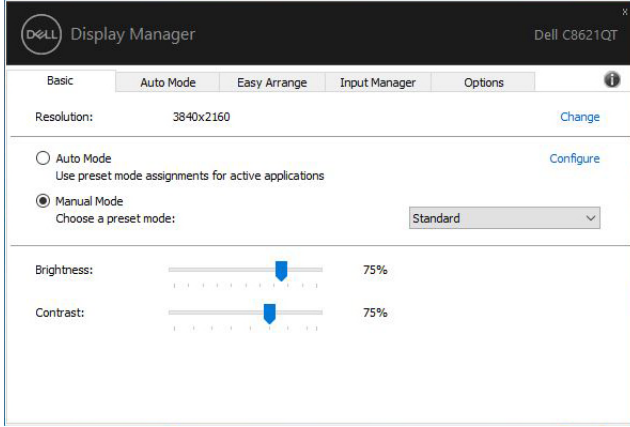 x
DELL Display Manager Dell C8621QT
Basic Auto Mode Easy Arrange Input Manager Options i
Resolution: 3840x2160 Change
Auto Mode Configure
Use preset mode assignments for active applications
Manual Mode
Choose a preset mode: Standard
Brightness: 75%
Contrast: 75%